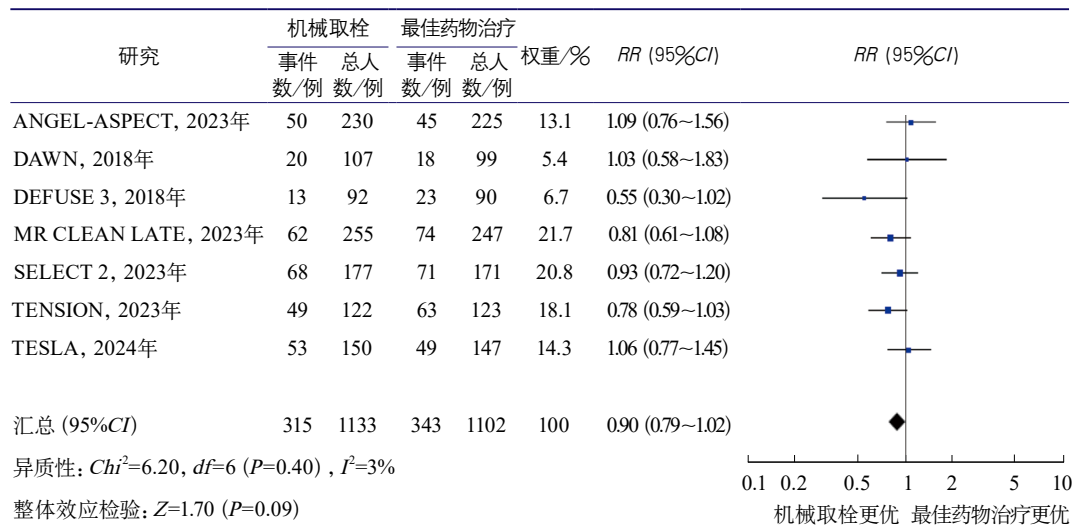 研究 机械取栓 最佳药物治疗 权重/% RR (95%CI) RR (95%CI)
事件数/例 总人数/例 事件数/例 总人数/例
ANGEL-ASPECT, 2023年 50 230 45 225 13.1 1.09 (0.76~1.56)
DAWN, 2018年 20 107 18 99 5.4 1.03 (0.58~1.83)
DEFUSE 3, 2018年 13 92 23 90 6.7 0.55 (0.30~1.02)
MR CLEAN LATE, 2023年 62 255 74 247 21.7 0.81 (0.61~1.08)
SELECT 2, 2023年 68 177 71 171 20.8 0.93 (0.72~1.20)
TENSION, 2023年 49 122 63 123 18.1 0.78 (0.59~1.03)
TESLA, 2024年 53 150 49 147 14.3 1.06 (0.77~1.45)
汇总 (95%CI) 315 1133 343 1102 100 0.90 (0.79~1.02)
异质性: Chi²=6.20, df=6 (P=0.40) , I²=3%
整体效应检验: Z=1.70 (P=0.09)
0.1 0.2 0.5 1 2 5 10
机械取栓更优 最佳药物治疗更优